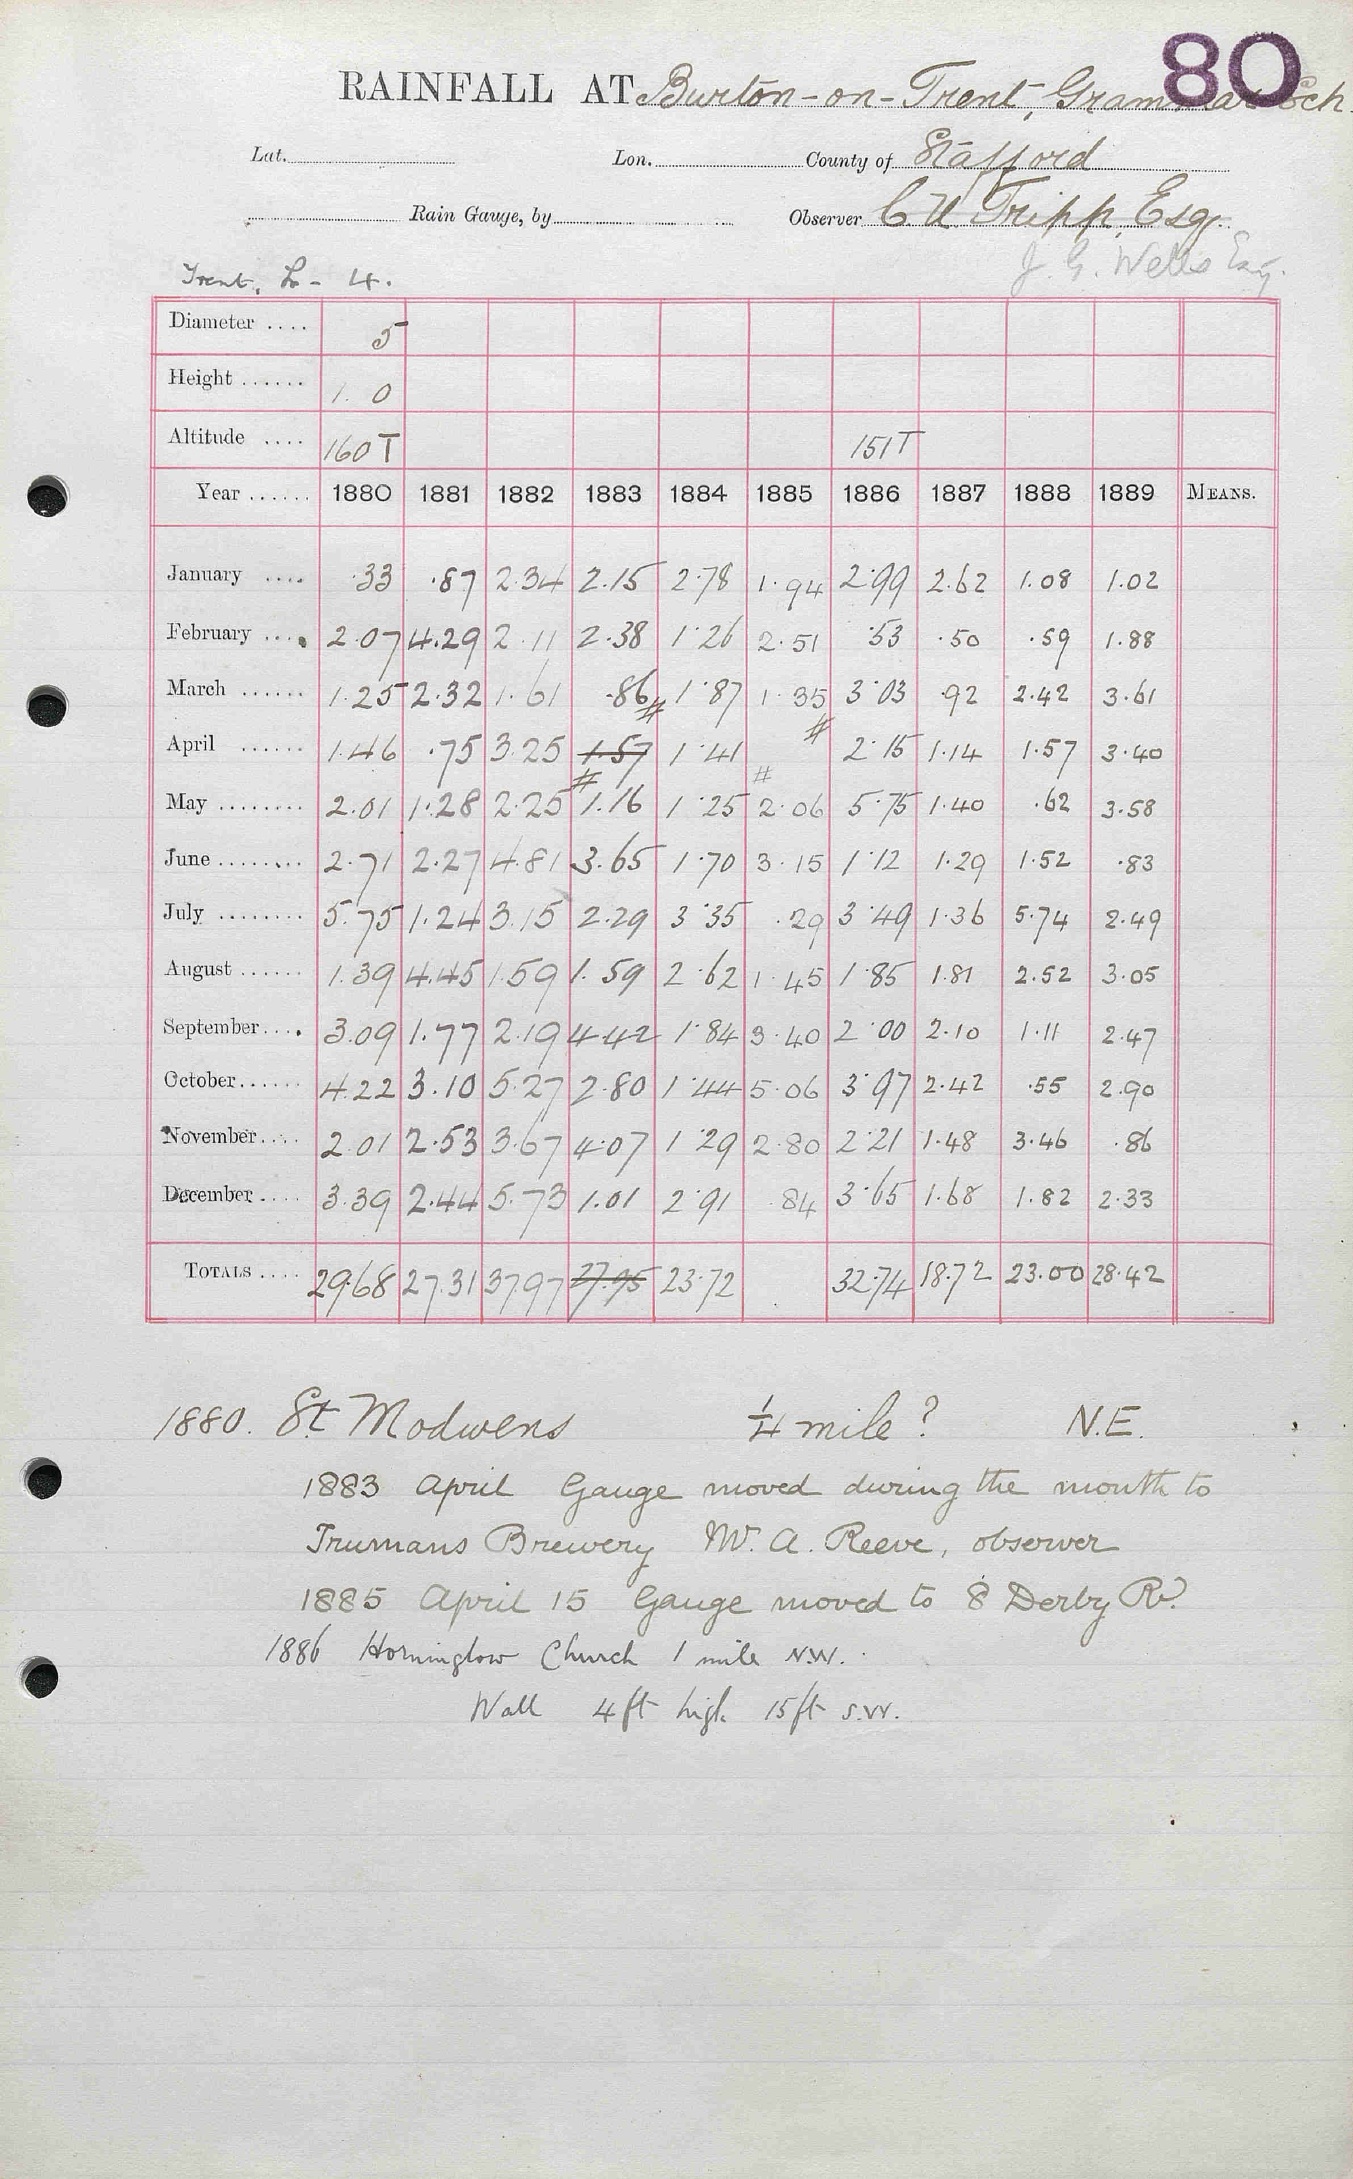 80
RAINFALL AT Burton-on-Trent, Grammar Sch.
Lat. Lon. County of Stafford
Rain Gauge, by Observer C. U. Tripp, Esq.
J. G. Wells Esq.
Trent, L - 4.
Diameter .... 5
Height ...... 1. 0
Altitude .... 160 T 151 T
Year ...... 1880 1881 1882 1883 1884 1885 1886 1887 1888 1889 MEANS.
January .... .33 .87 2.34 2.15 2.78 1.94 2.99 2.62 1.08 1.02
February .... 2.07 4.29 2.11 2.38 1.26 2.51 .53 .50 .59 1.88
March ...... 1.25 2.32 1.61 .86 1.87 1.35 3.03 .92 2.42 3.61
April ...... 1.46 .75 3.25 # 1.57 1.41 # 2.15 1.14 1.57 3.40
May ........ 2.01 1.28 2.25 # 1.16 1.25 # 2.06 5.75 1.40 .62 3.58
June ........ 2.71 2.27 4.81 3.65 1.70 3.15 1.12 1.29 1.52 .83
July ........ 5.75 1.24 3.15 2.29 3.35 .29 3.49 1.36 5.74 2.49
August ...... 1.39 4.45 1.59 1.59 2.62 1.45 1.85 1.81 2.52 3.05
September .... 3.09 1.77 2.19 4.42 1.84 3.40 2.00 2.10 1.11 2.47
October ...... 4.22 3.10 5.27 2.80 1.44 5.06 3.97 2.42 .55 2.90
November .... 2.01 2.53 3.67 4.07 1.29 2.80 2.21 1.48 3.46 .86
December .... 3.39 2.44 5.73 1.01 2.91 .84 3.65 1.68 1.82 2.33
TOTALS .... 29.68 27.31 37.97 27.95 23.72 32.74 18.72 23.00 28.42
1880. St Modwens 1/4 mile ? N.E.
1883 April Gauge moved during the month to
Trumans Brewery W. A. Reeve, observer
1885 April 15 Gauge moved to 8 Derby Rd.
1886 Horninglow Church 1 mile N.W.
Wall 4 ft high 15 ft S.W.